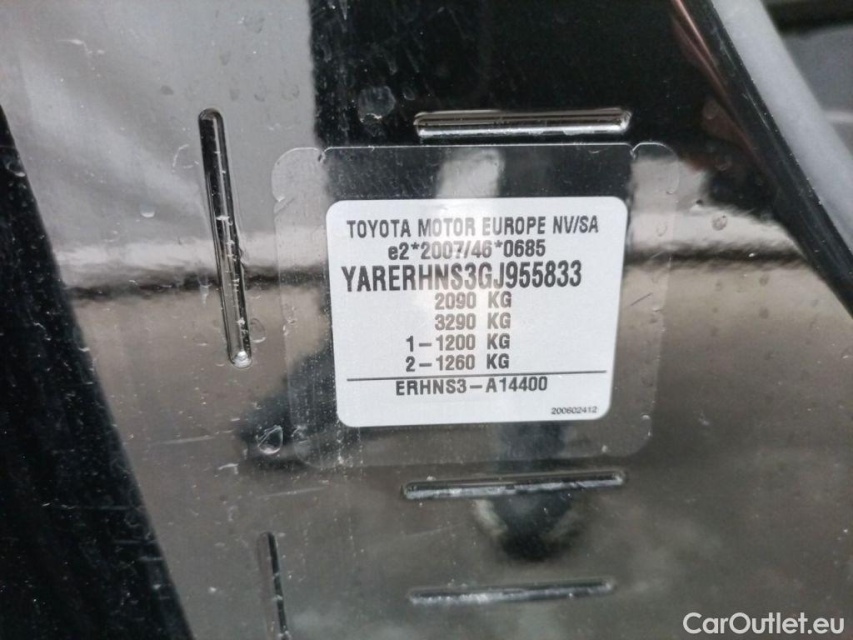 TOYOTA MOTOR EUROPE NV/SA
e2*2007/46*0685
YARERHNS3GJ955833
2090 KG
3290 KG
1-1200 KG
2-1260 KG
ERHNS3-A14400
200602412
CarOutlet.eu